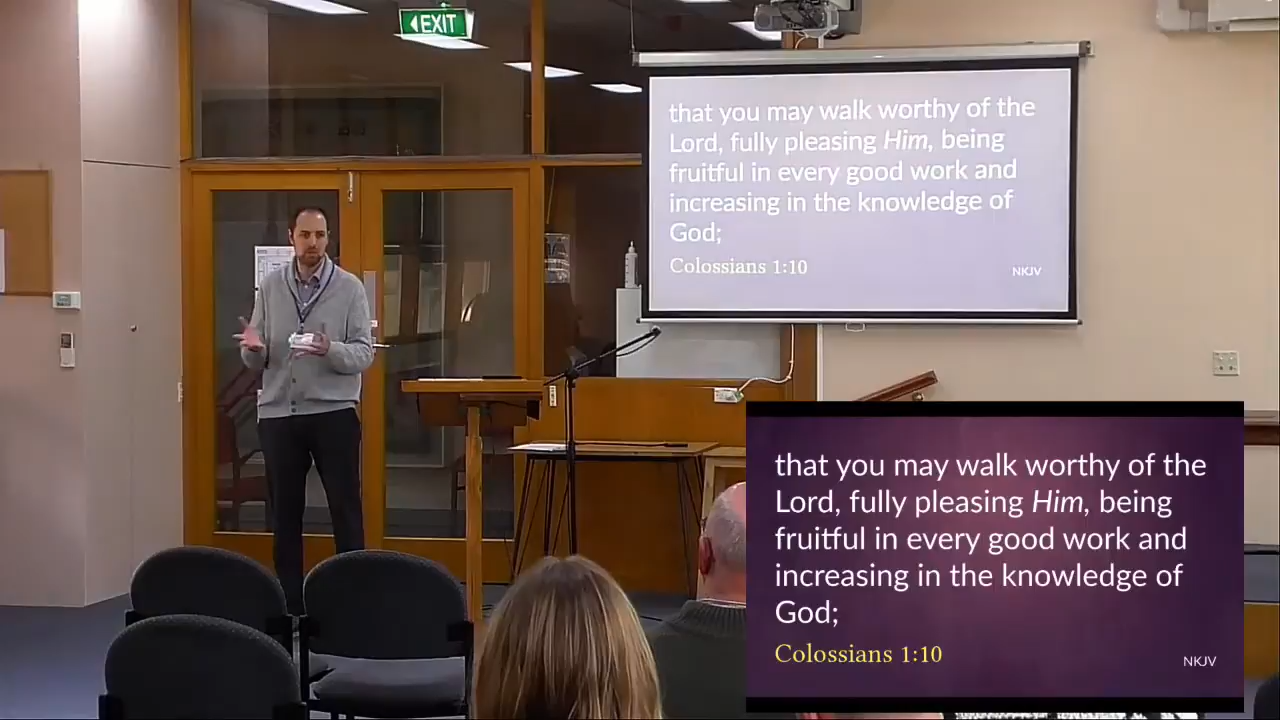 EXIT
that you may walk worthy of the
Lord, fully pleasing Him, being
fruitful in every good work and
increasing in the knowledge of
God;
Colossians 1:10
NKJV
that you may walk worthy of the
Lord, fully pleasing Him, being
fruitful in every good work and
increasing in the knowledge of
God;
Colossians 1:10
NKJV